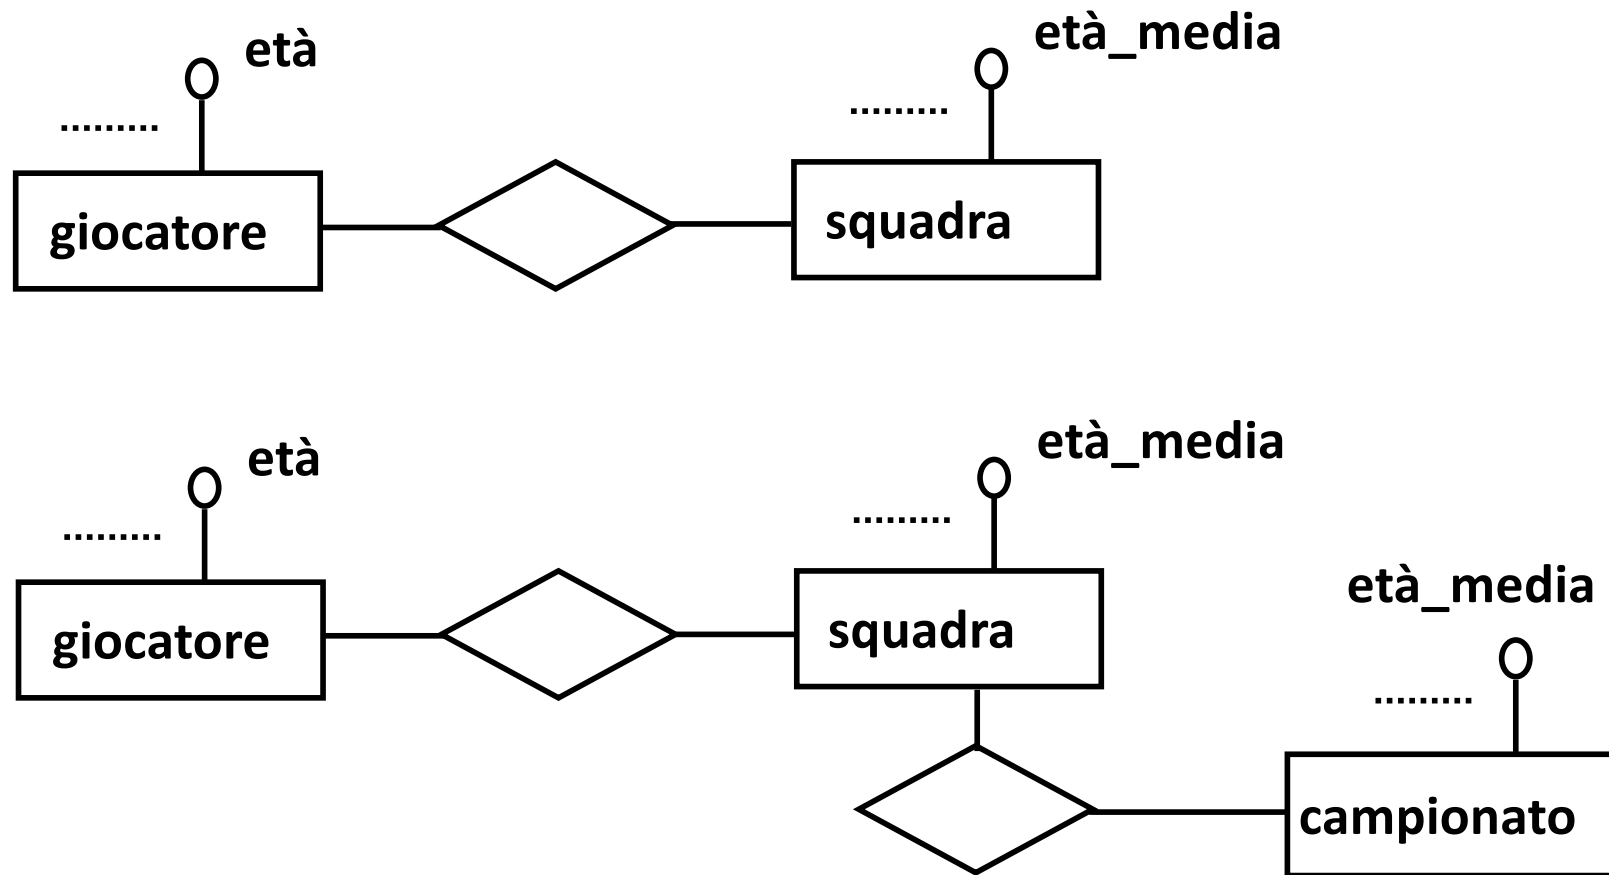 età
età_media
.........
.........
giocatore
squadra
età
età_media
.........
.........
giocatore
squadra
età_media
.........
campionato